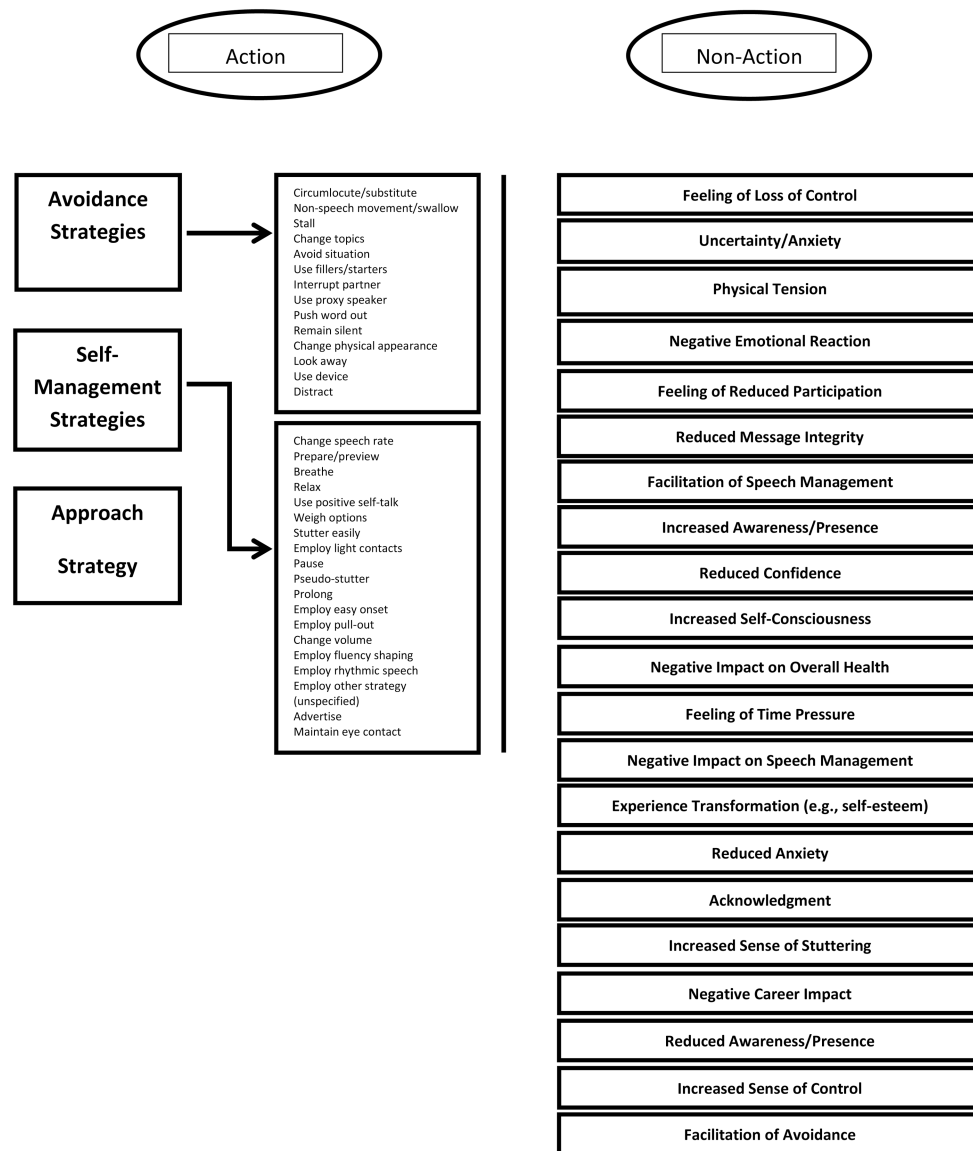 Action
Non-Action
Avoidance
Strategies
Self-
Management
Strategies
Approach
Strategy
Circumlocute/substitute
Non-speech movement/swallow
Stall
Change topics
Avoid situation
Use fillers/starters
Interrupt partner
Use proxy speaker
Push word out
Remain silent
Change physical appearance
Look away
Use device
Distract
Change speech rate
Prepare/preview
Breathe
Relax
Use positive self-talk
Weigh options
Stutter easily
Employ light contacts
Pause
Pseudo-stutter
Prolong
Employ easy onset
Employ pull-out
Change volume
Employ fluency shaping
Employ rhythmic speech
Employ other strategy
(unspecified)
Advertise
Maintain eye contact
Feeling of Loss of Control
Uncertainty/Anxiety
Physical Tension
Negative Emotional Reaction
Feeling of Reduced Participation
Reduced Message Integrity
Facilitation of Speech Management
Increased Awareness/Presence
Reduced Confidence
Increased Self-Consciousness
Negative Impact on Overall Health
Feeling of Time Pressure
Negative Impact on Speech Management
Experience Transformation (e.g., self-esteem)
Reduced Anxiety
Acknowledgment
Increased Sense of Stuttering
Negative Career Impact
Reduced Awareness/Presence
Increased Sense of Control
Facilitation of Avoidance